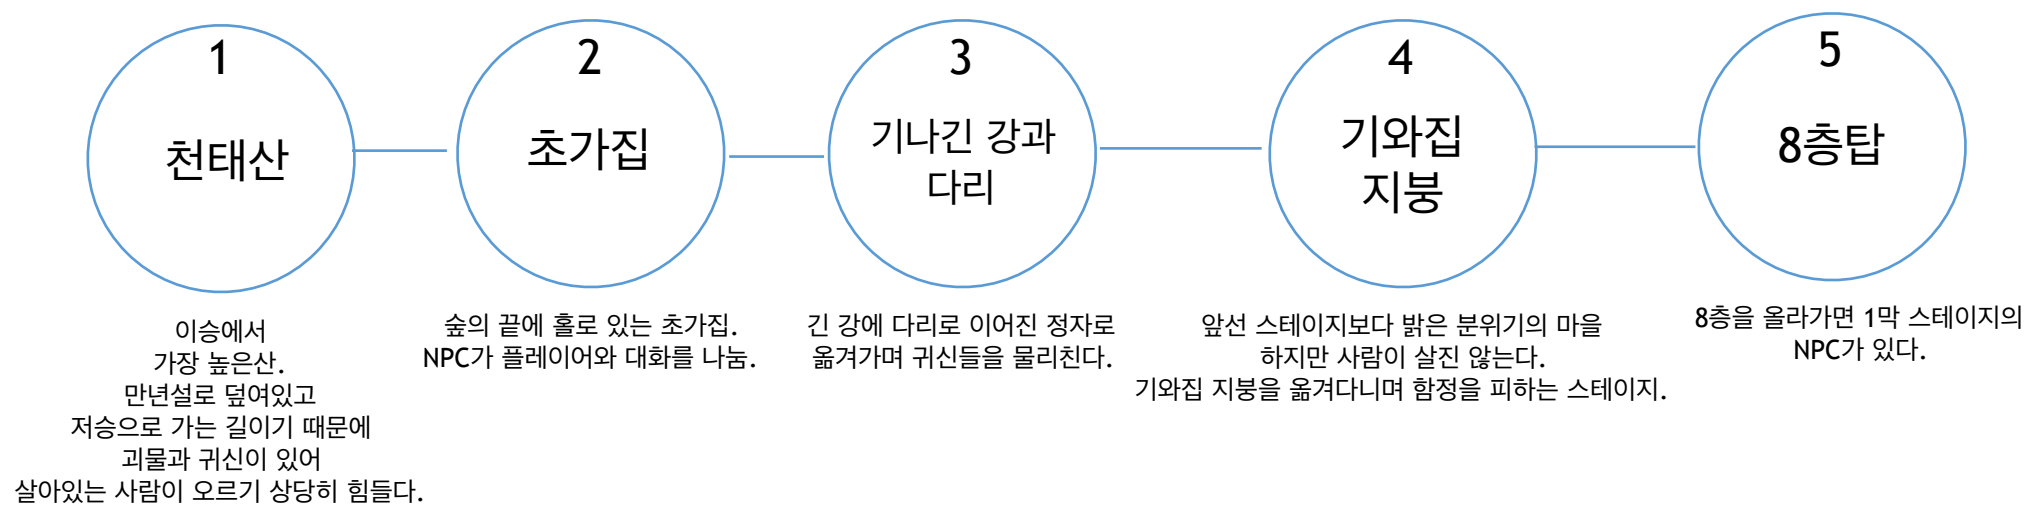 1
천태산
이승에서
가장 높은산.
만년설로 덮여있고
저승으로 가는 길이기 때문에
괴물과 귀신이 있어
살아있는 사람이 오르기 상당히 힘들다.
2
초가집
숲의 끝에 홀로 있는 초가집.
NPC가 플레이어와 대화를 나눔.
3
기나긴 강과
다리
긴 강에 다리로 이어진 정자로
옮겨가며 귀신들을 물리친다.
4
기와집
지붕
앞선 스테이지보다 밝은 분위기의 마을
하지만 사람이 살진 않는다.
기와집 지붕을 옮겨다니며 함정을 피하는 스테이지.
5
8층탑
8층을 올라가면 1막 스테이지의
NPC가 있다.